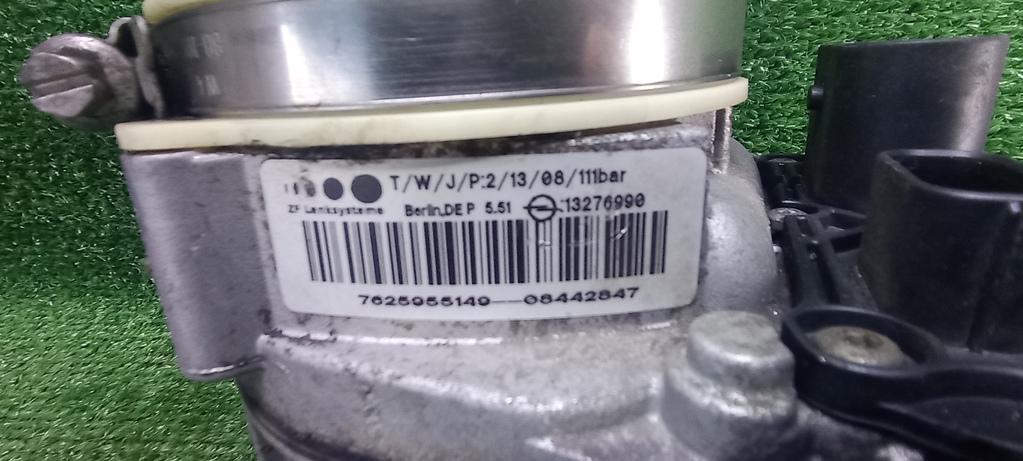 T/W/J/P:2/13/08/111bar
ZF Lenksysteme Berlin,DE P 5.51 :13276990
7625955149--08442847